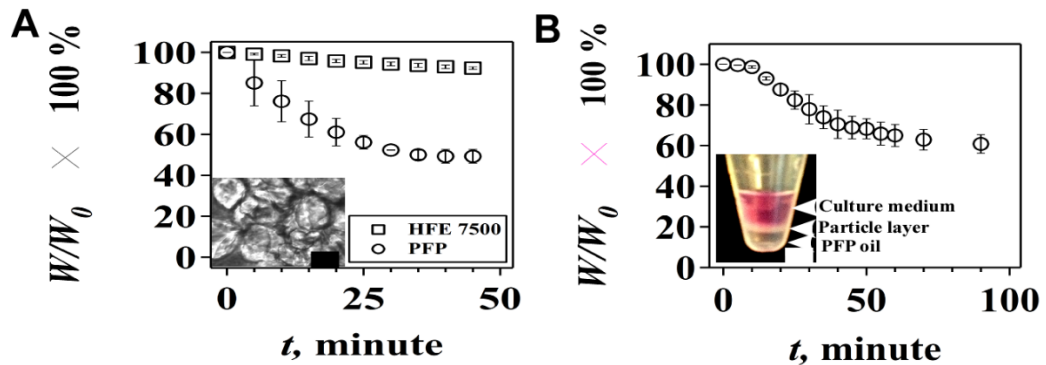 A
W/W0 × 100 %
100
80
60
40
20
0
HFE 7500
PFP
0
25
50
t, minute
B
W/W0 × 100 %
100
80
60
40
20
0
Culture medium
Particle layer
PFP oil
0
50
100
t, minute